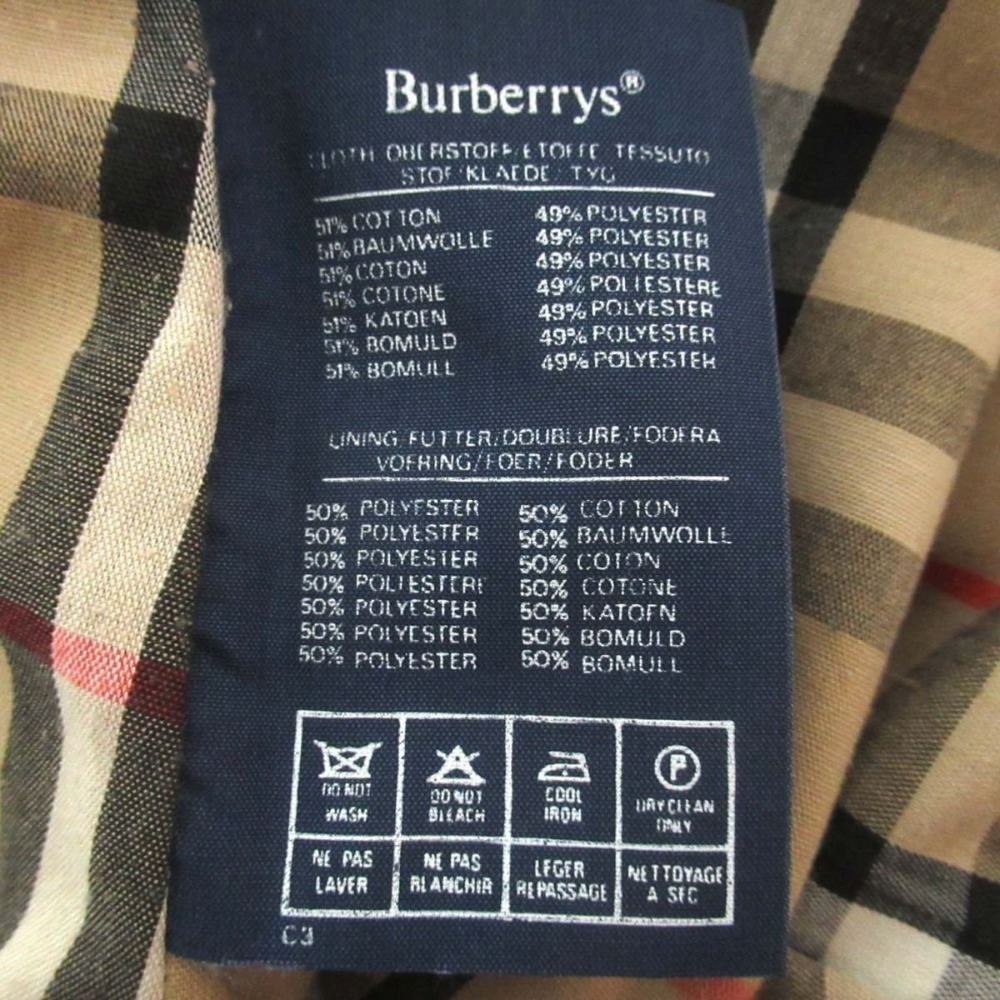 Burberrys®
CLOTH OBERSTOFF/ETOFFE TESSUTO
STOF/KLAEDE TYG
51% COTTON 49% POLYESTER
51% BAUMWOLLE 49% POLYESTER
51% COTON 49% POLYESTER
51% COTONE 49% POLIESTERE
51% KATOEN 49% POLYESTER
51% BOMULD 49% POLYESTER
51% BOMULL 49% POLYESTER
LINING FUTTER/DOUBLURE/FODERA
VOERING/FOER/FODER
50% POLYESTER 50% COTTON
50% POLYESTER 50% BAUMWOLLE
50% POLYESTER 50% COTON
50% POLIESTERE 50% COTONE
50% POLYESTER 50% KATOEN
50% POLYESTER 50% BOMULD
50% POLYESTER 50% BOMULL
DO NOT
WASH
DO NOT
BLEACH
COOL
IRON
P
DRY CLEAN
ONLY
NE PAS
LAVER
NE PAS
BLANCHIR
LEGER
REPASSAGE
NETTOYAGE
A SEC
C3